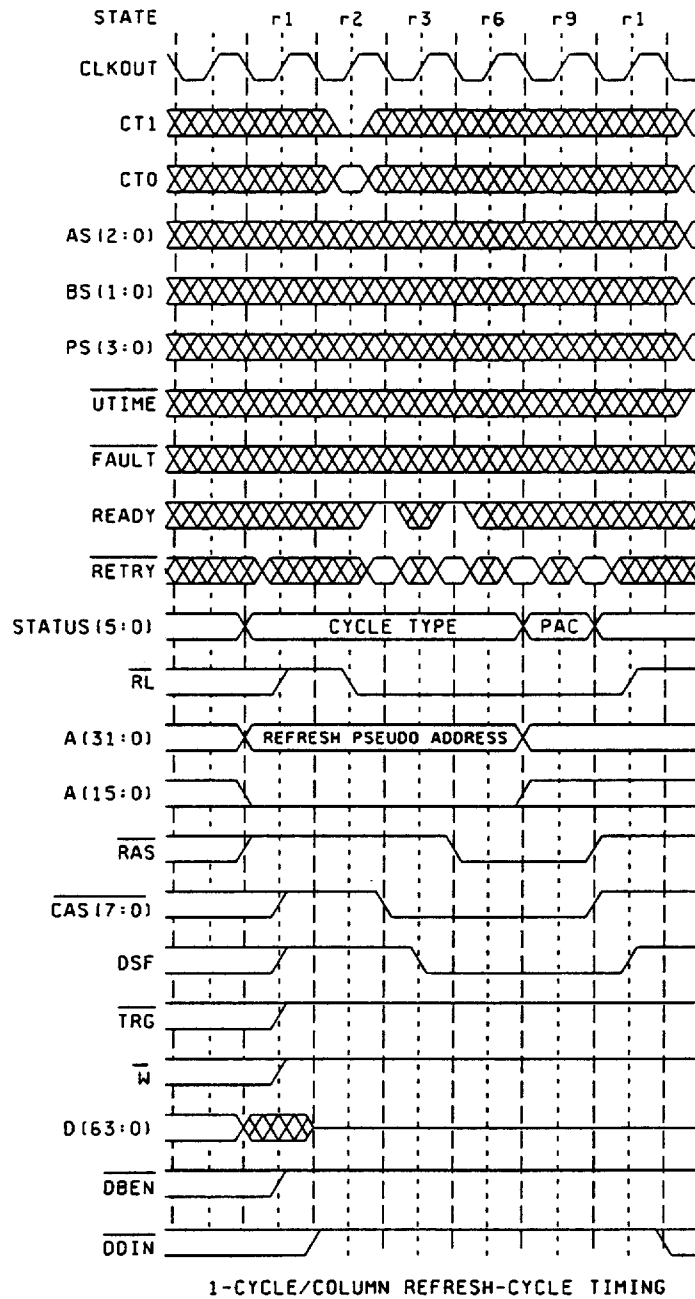 STATE r1 r2 r3 r6 r9 r1
CLKOUT
CT1
CT0
AS(2:0)
BS(1:0)
PS(3:0)
UTIME
FAULT
READY
RETRY
STATUS(5:0) CYCLE TYPE PAC
RL
A(31:0) REFRESH PSEUDO ADDRESS
A(15:0)
RAS
CAS(7:0)
DSF
TRG
W
D(63:0)
DBEN
DDIN
1-CYCLE/COLUMN REFRESH-CYCLE TIMING